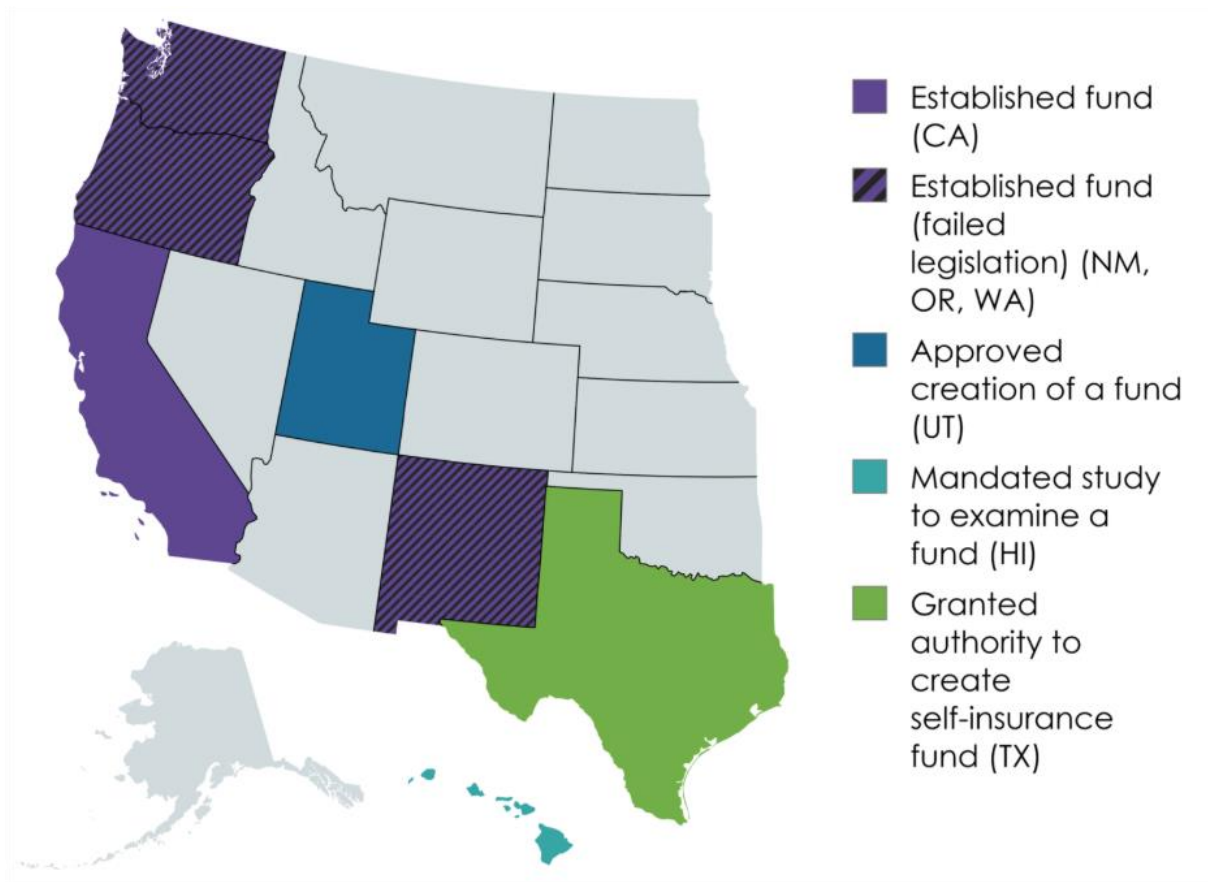 Established fund
(CA)
Established fund
(failed
legislation) (NM,
OR, WA)
Approved
creation of a fund
(UT)
Mandated study
to examine a
fund (HI)
Granted
authority to
create
self-insurance
fund (TX)